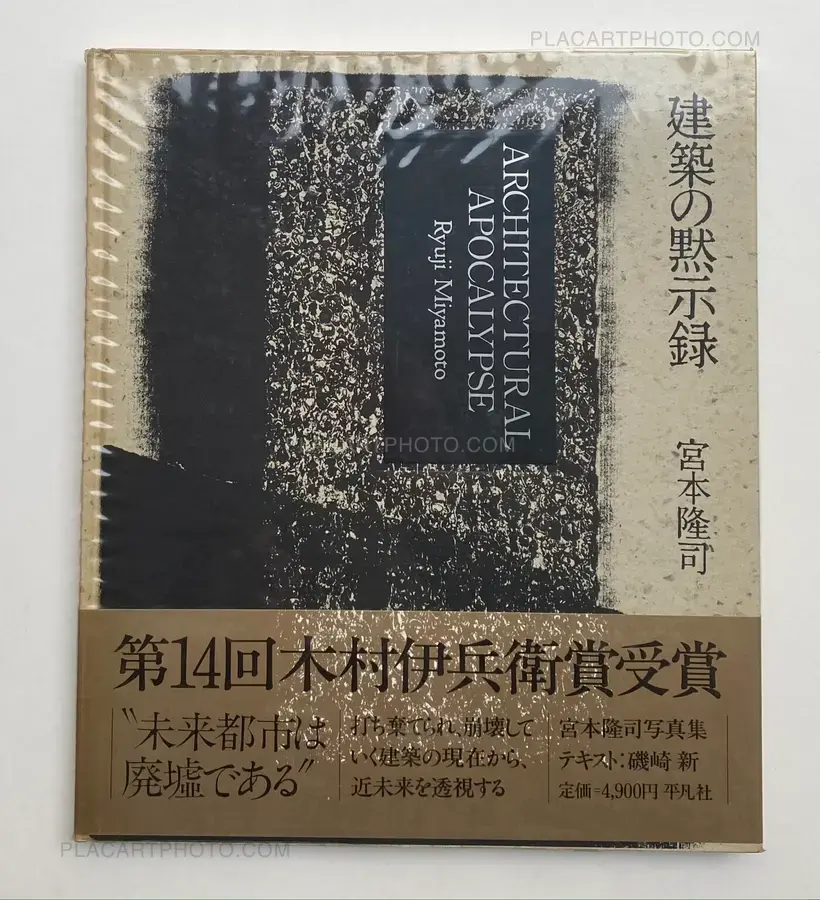 PLACARTPHOTO.COM
建築の黙示録
宮本隆司
ARCHITECTURAL
APOCALYPSE
Ryuji Miyamoto
PLACARTPHOTO.COM
第14回木村伊兵衛賞受賞
〝未来都市は
廃墟である〟
打ち棄てられ、崩壊して
いく建築の現在から、
近未来を透視する
宮本隆司写真集
テキスト:磯崎 新
定価=4,900円 平凡社
PLACARTPHOTO.COM